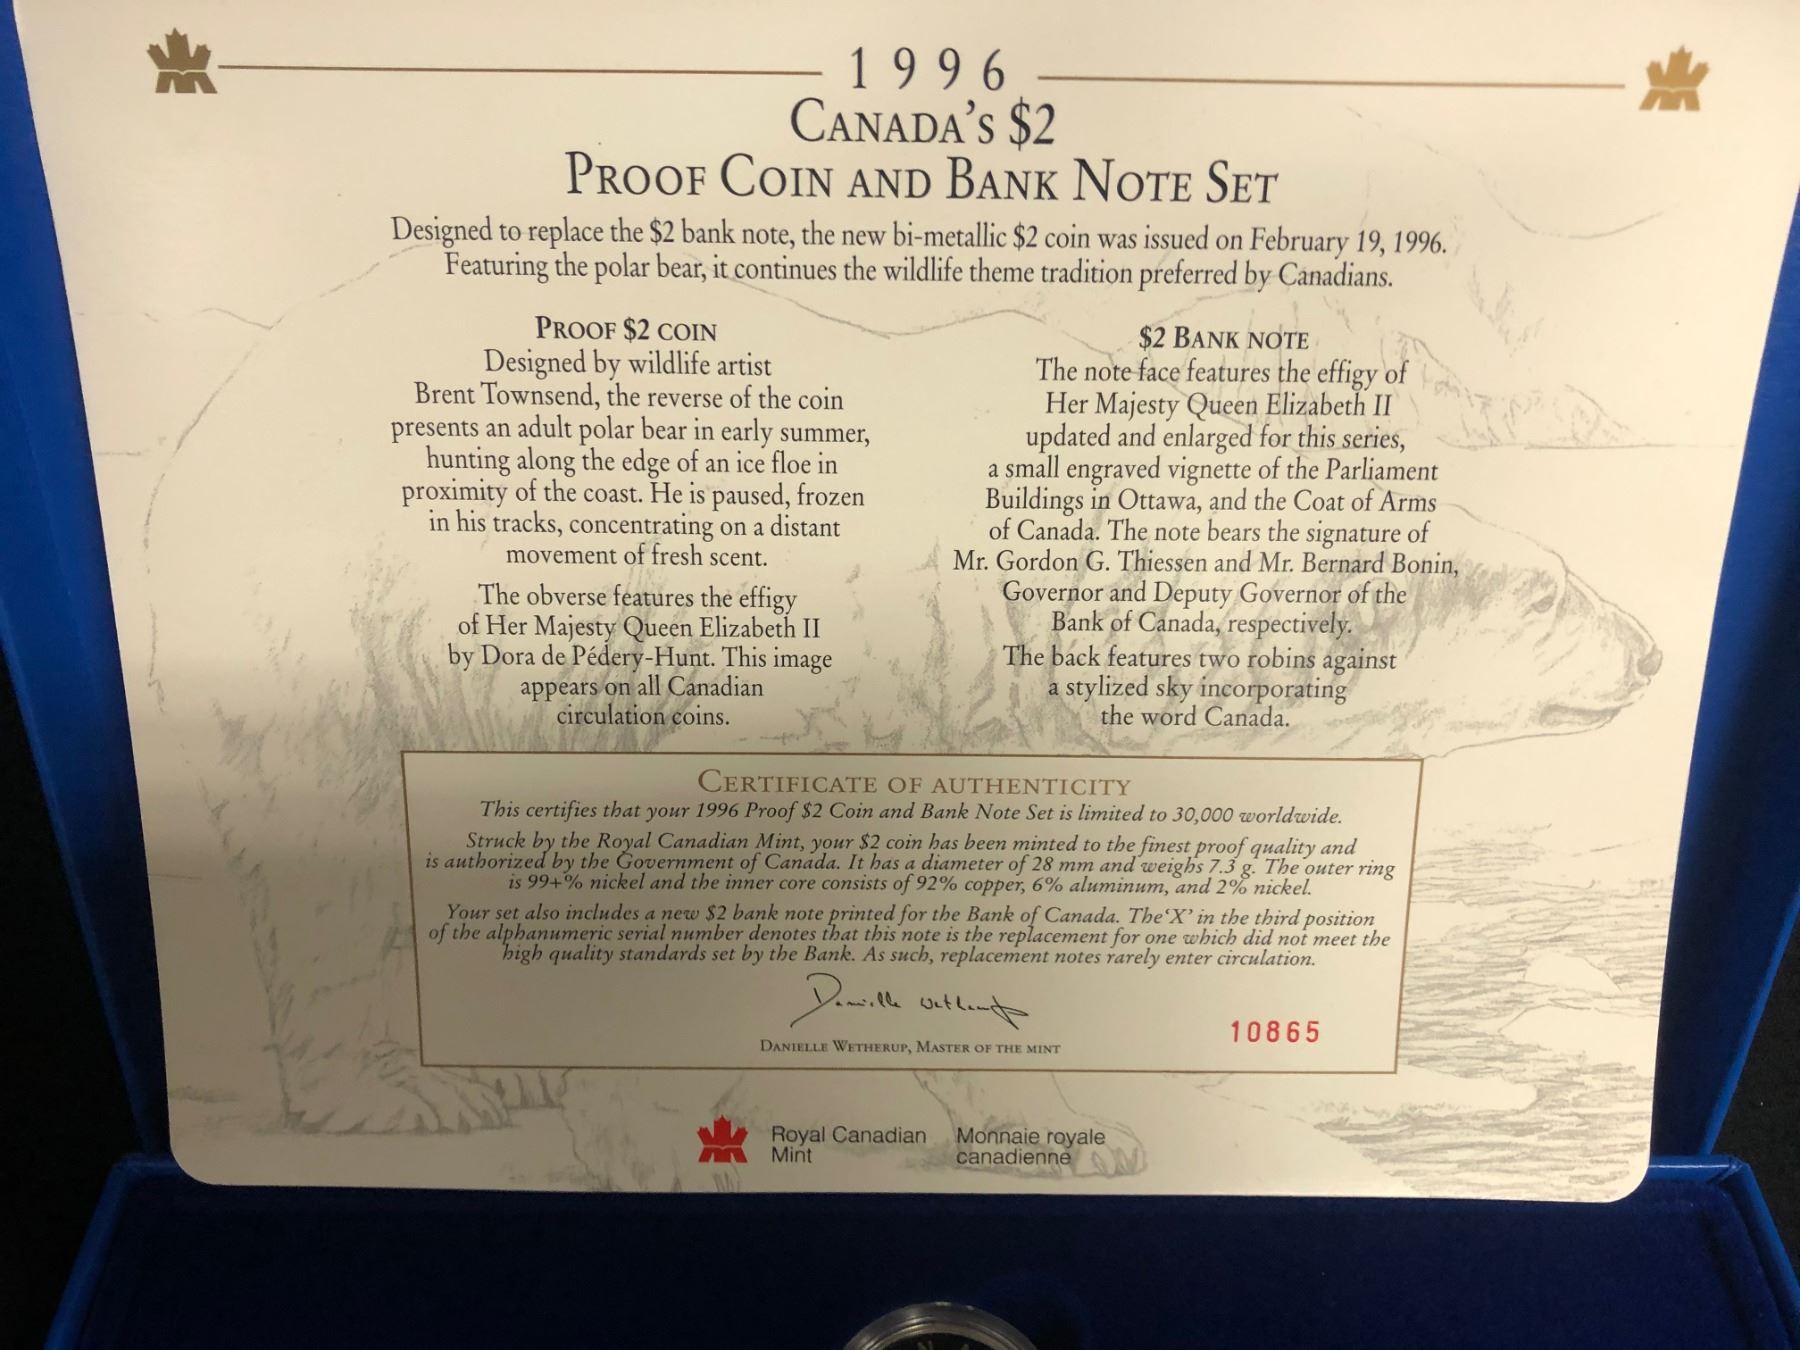 1996
CANADA'S $2
PROOF COIN AND BANK NOTE SET
Designed to replace the $2 bank note, the new bi-metallic $2 coin was issued on February 19, 1996.
Featuring the polar bear, it continues the wildlife theme tradition preferred by Canadians.
PROOF $2 COIN
Designed by wildlife artist
Brent Townsend, the reverse of the coin
presents an adult polar bear in early summer,
hunting along the edge of an ice floe in
proximity of the coast. He is paused, frozen
in his tracks, concentrating on a distant
movement of fresh scent.
The obverse features the effigy
of Her Majesty Queen Elizabeth II
by Dora de Pédery-Hunt. This image
appears on all Canadian
circulation coins.
$2 BANK NOTE
The note face features the effigy of
Her Majesty Queen Elizabeth II
updated and enlarged for this series,
a small engraved vignette of the Parliament
Buildings in Ottawa, and the Coat of Arms
of Canada. The note bears the signature of
Mr. Gordon G. Thiessen and Mr. Bernard Bonin,
Governor and Deputy Governor of the
Bank of Canada, respectively.
The back features two robins against
a stylized sky incorporating
the word Canada.
CERTIFICATE OF AUTHENTICITY
This certifies that your 1996 Proof $2 Coin and Bank Note Set is limited to 30,000 worldwide.
Struck by the Royal Canadian Mint, your $2 coin has been minted to the finest proof quality and
is authorized by the Government of Canada. It has a diameter of 28 mm and weighs 7.3 g. The outer ring
is 99+% nickel and the inner core consists of 92% copper, 6% aluminum, and 2% nickel.
Your set also includes a new $2 bank note printed for the Bank of Canada. The 'X' in the third position
of the alphanumeric serial number denotes that this note is the replacement for one which did not meet the
high quality standards set by the Bank. As such, replacement notes rarely enter circulation.
Danielle Wetherup
DANIELLE WETHERUP, MASTER OF THE MINT
10865
Royal Canadian
Mint
Monnaie royale
canadienne